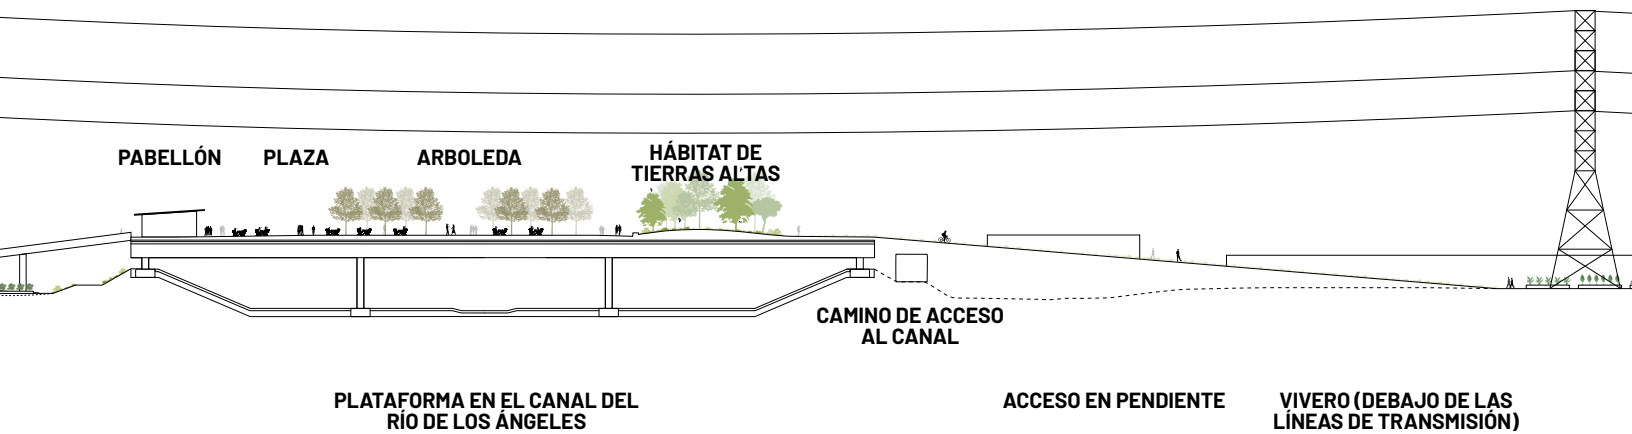 PABELLÓN
PLAZA
ARBOLEDA
HÁBITAT DE
TIERRAS ALTAS
CAMINO DE ACCESO
AL CANAL
PLATAFORMA EN EL CANAL DEL
RÍO DE LOS ÁNGELES
ACCESO EN PENDIENTE
VIVERO (DEBAJO DE LAS
LÍNEAS DE TRANSMISIÓN)